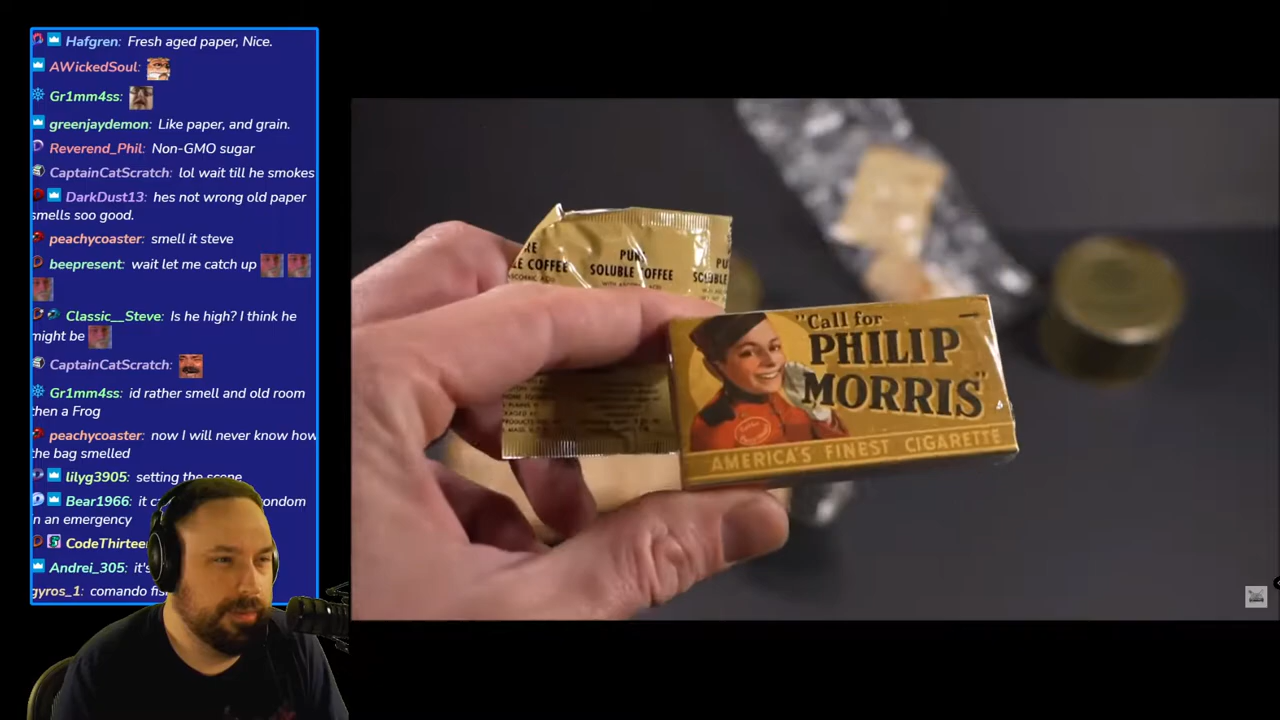 Hafgren: Fresh aged paper, Nice.
AWickedSoul:
Gr1mm4ss:
greenjaydemon: Like paper, and grain.
Reverend_Phil: Non-GMO sugar
CaptainCatScratch: lol wait till he smokes
DarkDust13: hes not wrong old paper
smells soo good.
peachycoaster: smell it steve
beepresent: wait let me catch up
Classic__Steve: Is he high? I think he
might be
CaptainCatScratch:
Gr1mm4ss: id rather smell and old room
then a Frog
peachycoaster: now I will never know how
the bag smelled
lilyg3905: setting the scene
Bear1966: it
in an emergency
Andrei_305: it's
gyros_1: comando
PURE
SOLUBLE COFFEE
"Call for
PHILIP
MORRIS"
AMERICA'S FINEST CIGARETTE